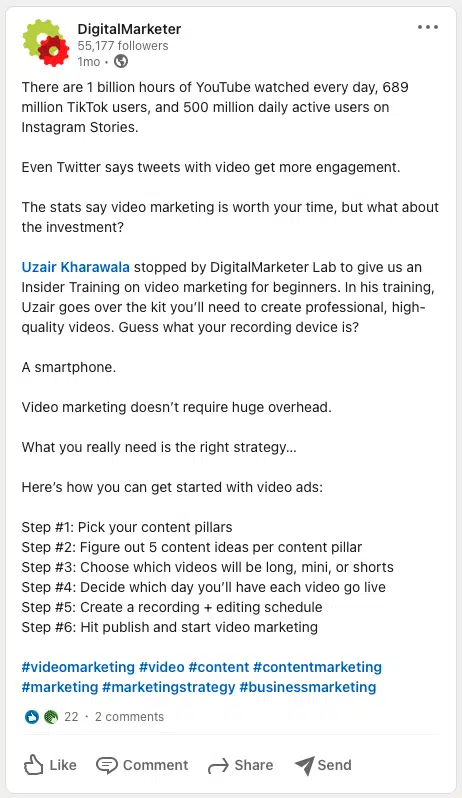 DigitalMarketer
55,177 followers
1mo •
There are 1 billion hours of YouTube watched every day, 689
million TikTok users, and 500 million daily active users on
Instagram Stories.
Even Twitter says tweets with video get more engagement.
The stats say video marketing is worth your time, but what about
the investment?
Uzair Kharawala stopped by DigitalMarketer Lab to give us an
Insider Training on video marketing for beginners. In his training,
Uzair goes over the kit you’ll need to create professional, high-
quality videos. Guess what your recording device is?
A smartphone.
Video marketing doesn’t require huge overhead.
What you really need is the right strategy…
Here’s how you can get started with video ads:
Step #1: Pick your content pillars
Step #2: Figure out 5 content ideas per content pillar
Step #3: Choose which videos will be long, mini, or shorts
Step #4: Decide which day you’ll have each video go live
Step #5: Create a recording + editing schedule
Step #6: Hit publish and start video marketing
#videomarketing #video #content #contentmarketing
#marketing #marketingstrategy #businessmarketing
22 · 2 comments
Like Comment Share Send